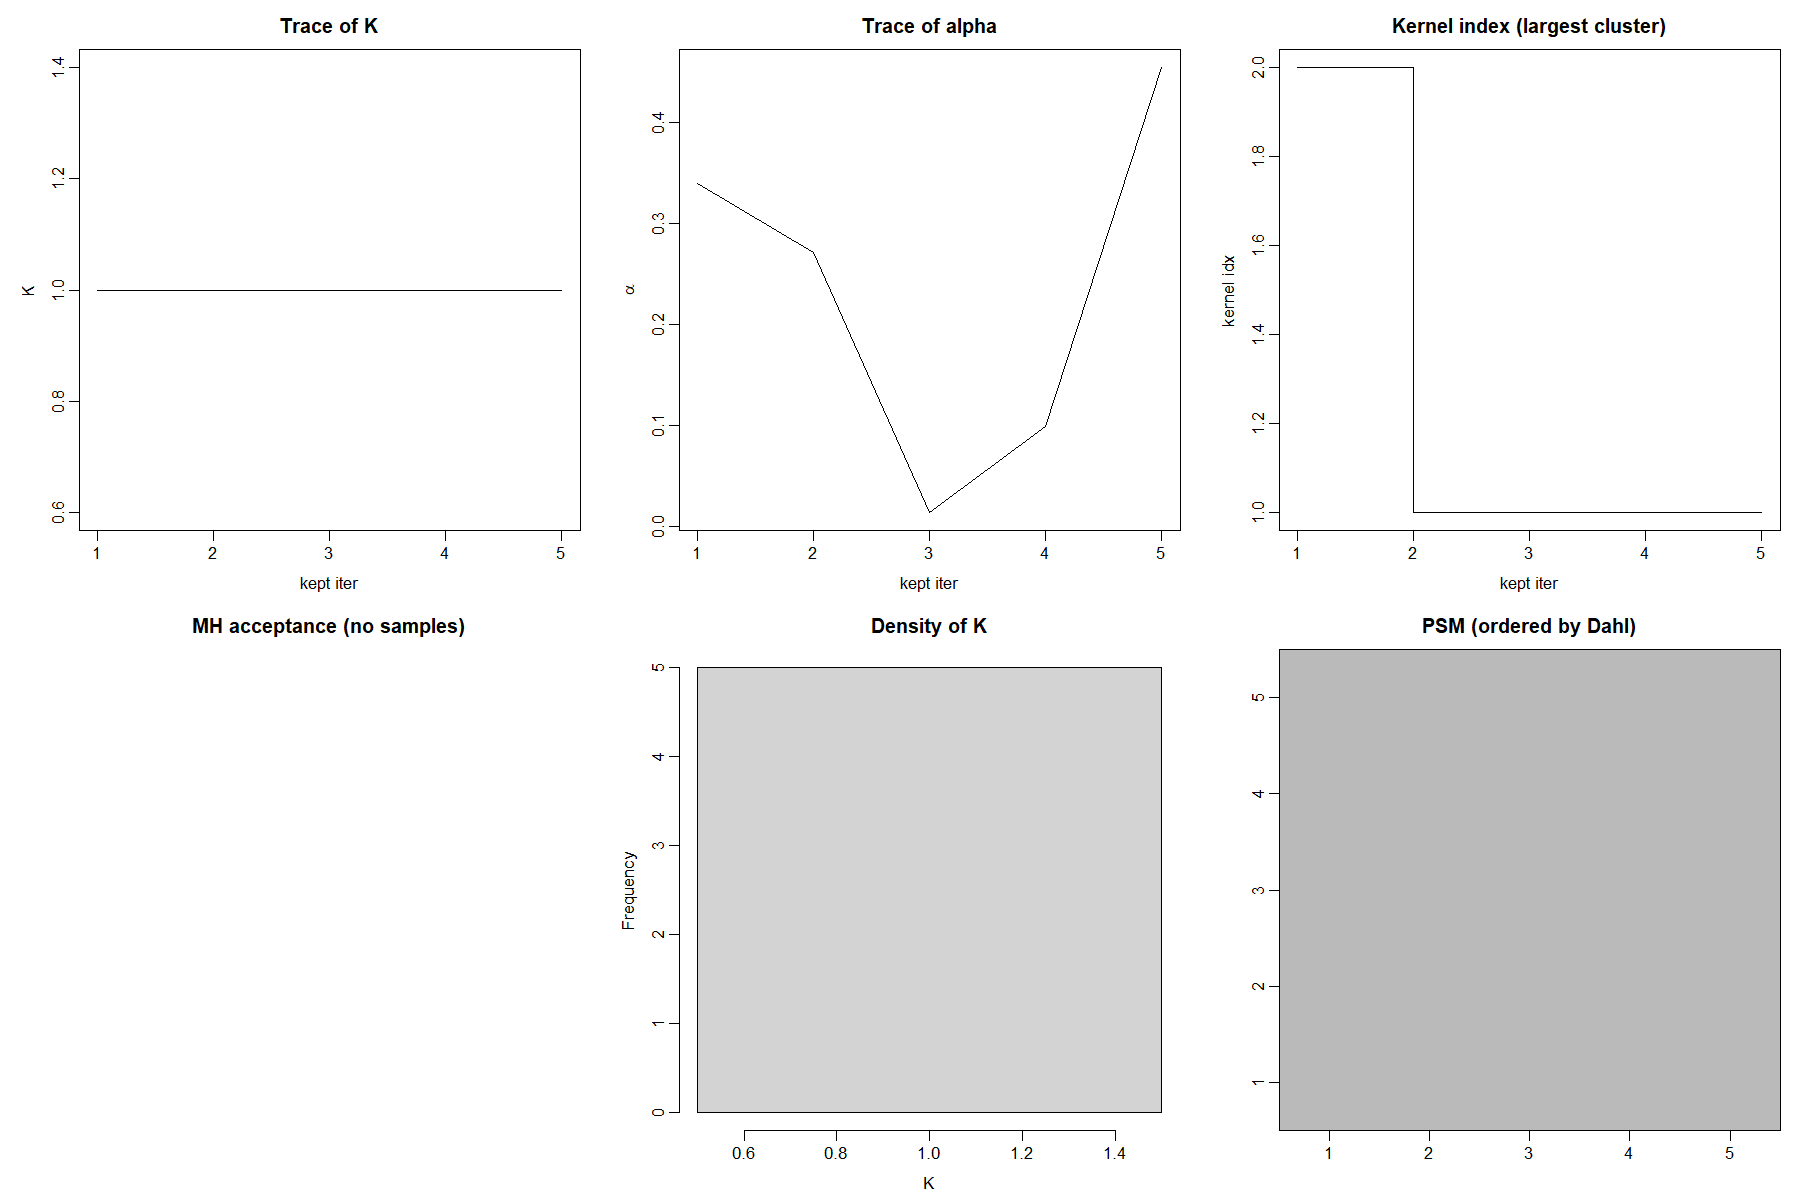 Trace of K
K
0.6 0.8 1.0 1.2 1.4
1 2 3 4 5
kept iter
Trace of alpha
α
0.0 0.1 0.2 0.3 0.4
1 2 3 4 5
kept iter
Kernel index (largest cluster)
kernel idx
1.0 1.2 1.4 1.6 1.8 2.0
1 2 3 4 5
kept iter
MH acceptance (no samples)
Density of K
Frequency
0 1 2 3 4 5
0.6 0.8 1.0 1.2 1.4
K
PSM (ordered by Dahl)
1 2 3 4 5
1 2 3 4 5